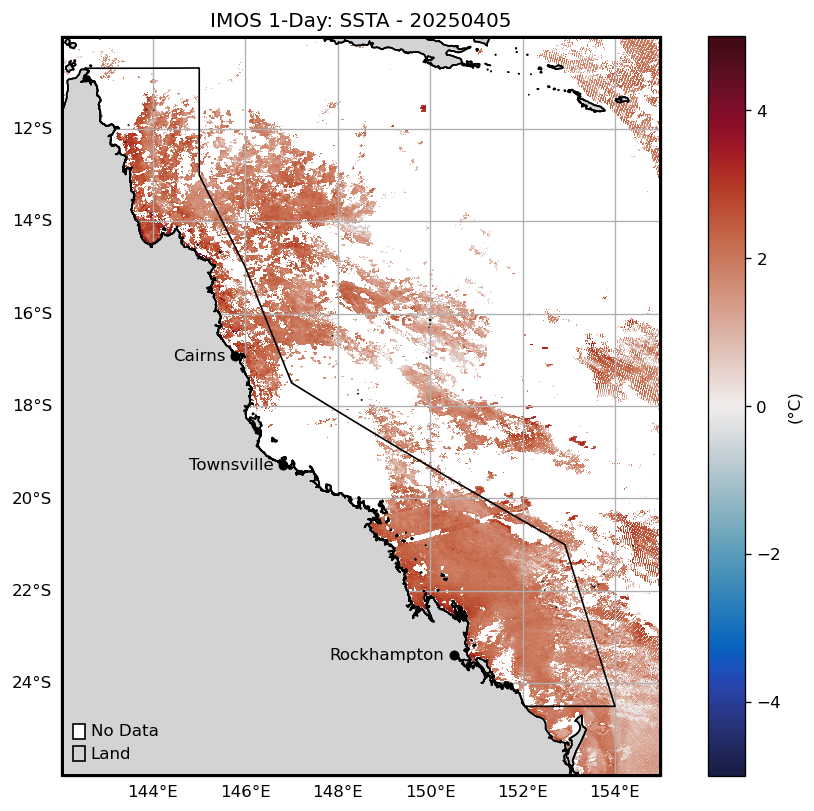 IMOS 1-Day: SSTA - 20250405
12°S
14°S
16°S
18°S
20°S
22°S
24°S
Cairns
Townsville
Rockhampton
No Data
Land
144°E 146°E 148°E 150°E 152°E 154°E
4
2
0
−2
−4
(°C)